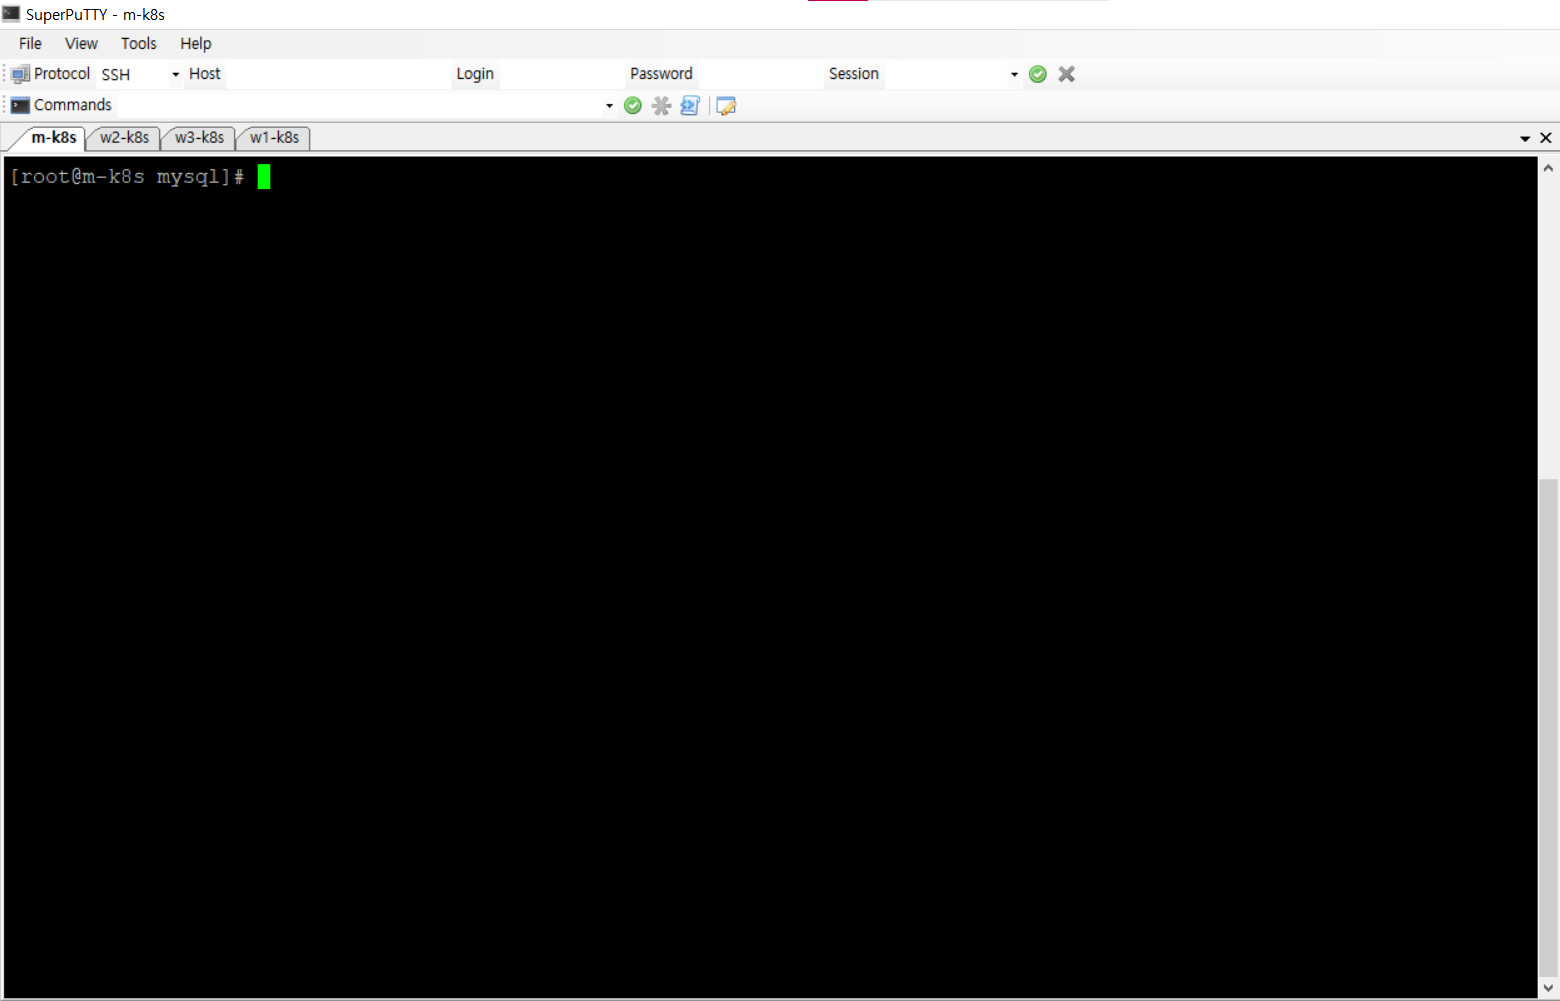 SuperPuTTY - m-k8s
File View Tools Help
Protocol SSH Host Login Password Session
Commands
m-k8s w2-k8s w3-k8s w1-k8s
[root@m-k8s mysql]#